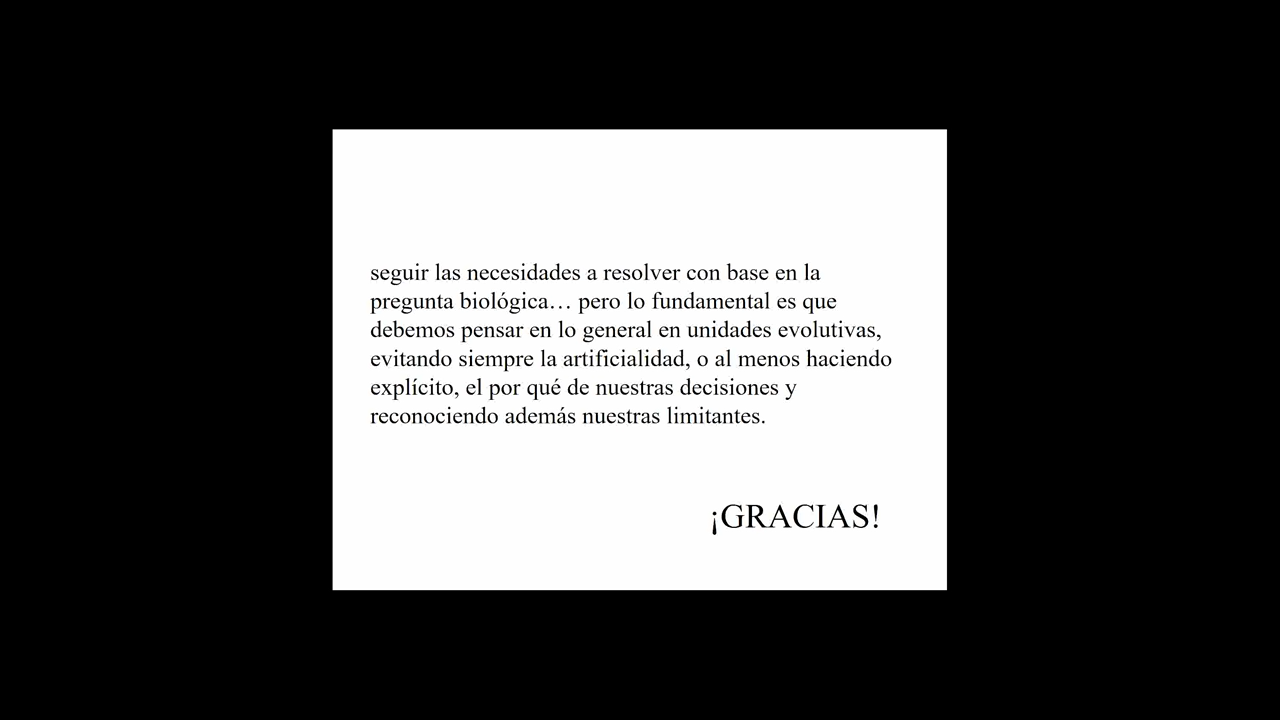 seguir las necesidades a resolver con base en la
pregunta biológica… pero lo fundamental es que
debemos pensar en lo general en unidades evolutivas,
evitando siempre la artificialidad, o al menos haciendo
explícito, el por qué de nuestras decisiones y
reconociendo además nuestras limitantes.
¡GRACIAS!